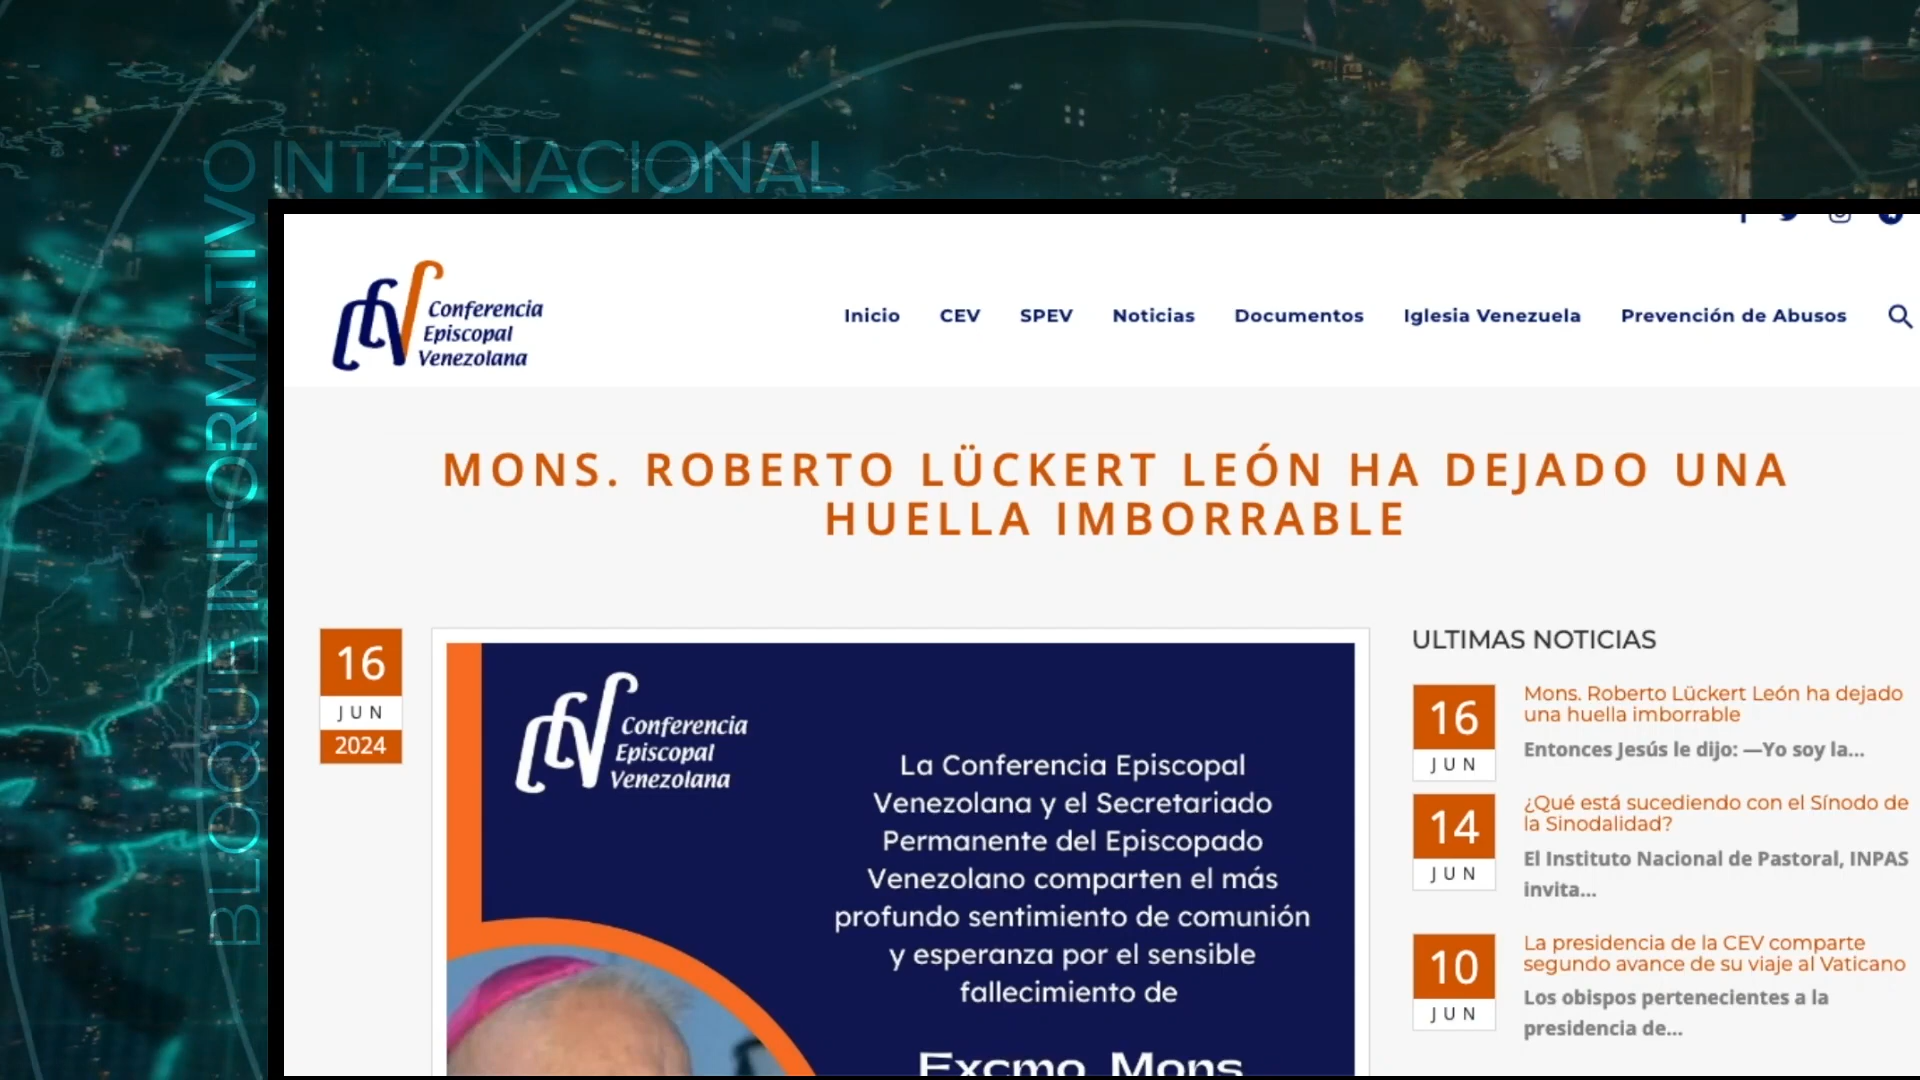 BLOQUE INFORMATIVO INTERNACIONAL
Conferencia
Episcopal
Venezolana
Inicio CEV SPEV Noticias Documentos Iglesia Venezuela Prevención de Abusos
MONS. ROBERTO LÜCKERT LEÓN HA DEJADO UNA
HUELLA IMBORRABLE
16
JUN
2024
Conferencia
Episcopal
Venezolana
La Conferencia Episcopal
Venezolana y el Secretariado
Permanente del Episcopado
Venezolano comparten el más
profundo sentimiento de comunión
y esperanza por el sensible
fallecimiento de
Excmo. Mons
ULTIMAS NOTICIAS
16
JUN
Mons. Roberto Lückert León ha dejado
una huella imborrable
Entonces Jesús le dijo: —Yo soy la...
14
JUN
¿Qué está sucediendo con el Sínodo de
la Sinodalidad?
El Instituto Nacional de Pastoral, INPAS
invita...
10
JUN
La presidencia de la CEV comparte
segundo avance de su viaje al Vaticano
Los obispos pertenecientes a la
presidencia de...